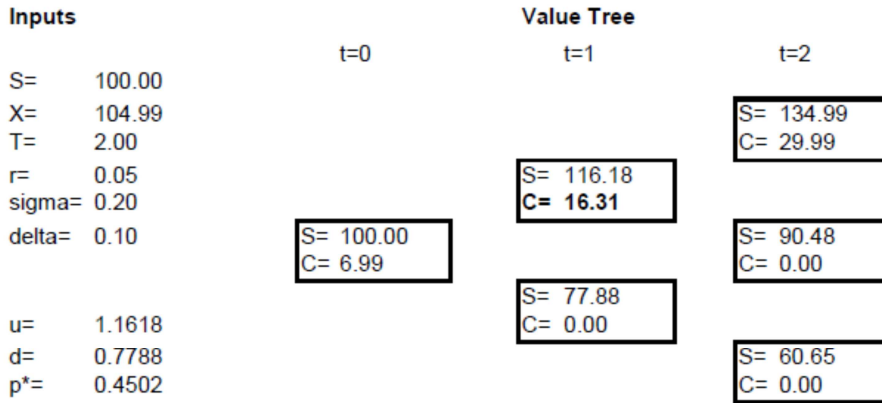 Inputs Value Tree
t=0 t=1 t=2
S= 100.00
X= 104.99 S= 134.99
T= 2.00 C= 29.99
r= 0.05 S= 116.18
sigma= 0.20 C= 16.31
delta= 0.10 S= 100.00 S= 90.48
C= 6.99 C= 0.00
S= 77.88
u= 1.1618 C= 0.00
d= 0.7788 S= 60.65
p*= 0.4502 C= 0.00